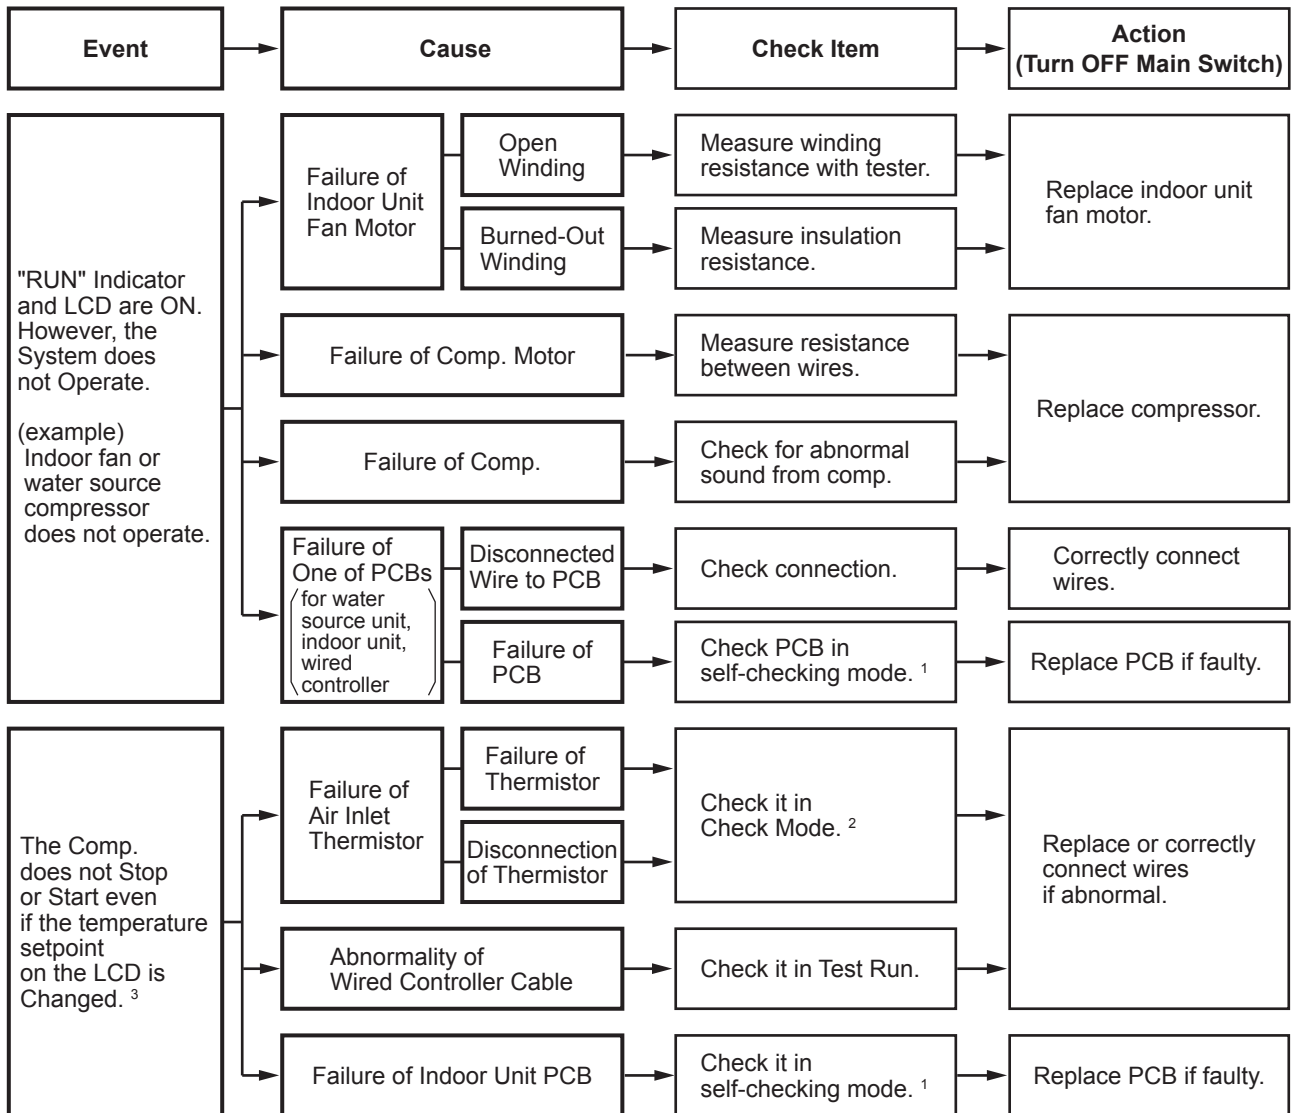 Event
Cause
Check Item
Action
(Turn OFF Main Switch)
"RUN" Indicator
and LCD are ON.
However, the
System does
not Operate.
(example)
Indoor fan or
water source
compressor
does not operate.
Failure of
Indoor Unit
Fan Motor
Open
Winding
Measure winding
resistance with tester.
Burned-Out
Winding
Measure insulation
resistance.
Replace indoor unit
fan motor.
Failure of Comp. Motor
Measure resistance
between wires.
Failure of Comp.
Check for abnormal
sound from comp.
Replace compressor.
Failure of
One of PCBs
for water
source unit,
indoor unit,
wired
controller
Disconnected
Wire to PCB
Check connection.
Correctly connect
wires.
Failure of
PCB
Check PCB in
self-checking mode. 1
Replace PCB if faulty.
The Comp.
does not Stop
or Start even
if the temperature
setpoint
on the LCD is
Changed. 3
Failure of
Air Inlet
Thermistor
Failure of
Thermistor
Disconnection
of Thermistor
Check it in
Check Mode. 2
Abnormality of
Wired Controller Cable
Check it in Test Run.
Replace or correctly
connect wires
if abnormal.
Failure of Indoor Unit PCB
Check it in
self-checking mode. 1
Replace PCB if faulty.